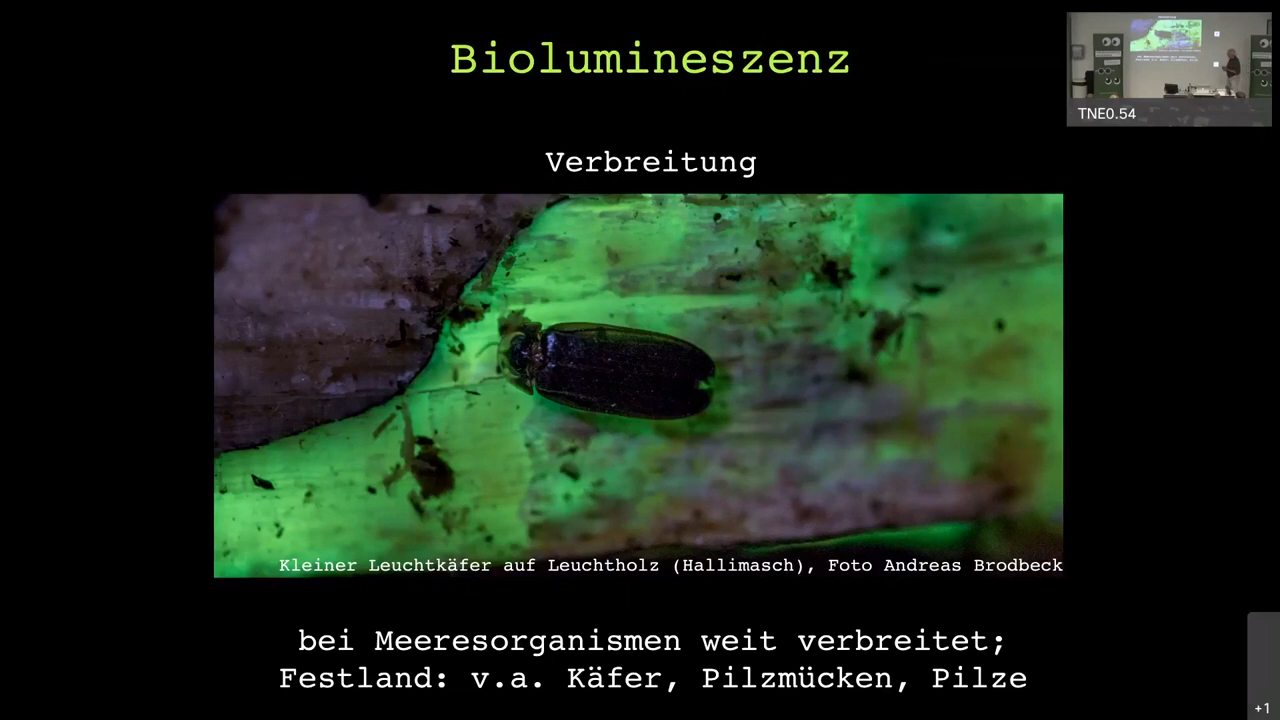 Biolumineszenz
TNE0.54
Verbreitung
Kleiner Leuchtkäfer auf Leuchtholz (Hallimasch), Foto Andreas Brodbeck
bei Meeresorganismen weit verbreitet;
Festland: v.a. Käfer, Pilzmücken, Pilze
+1